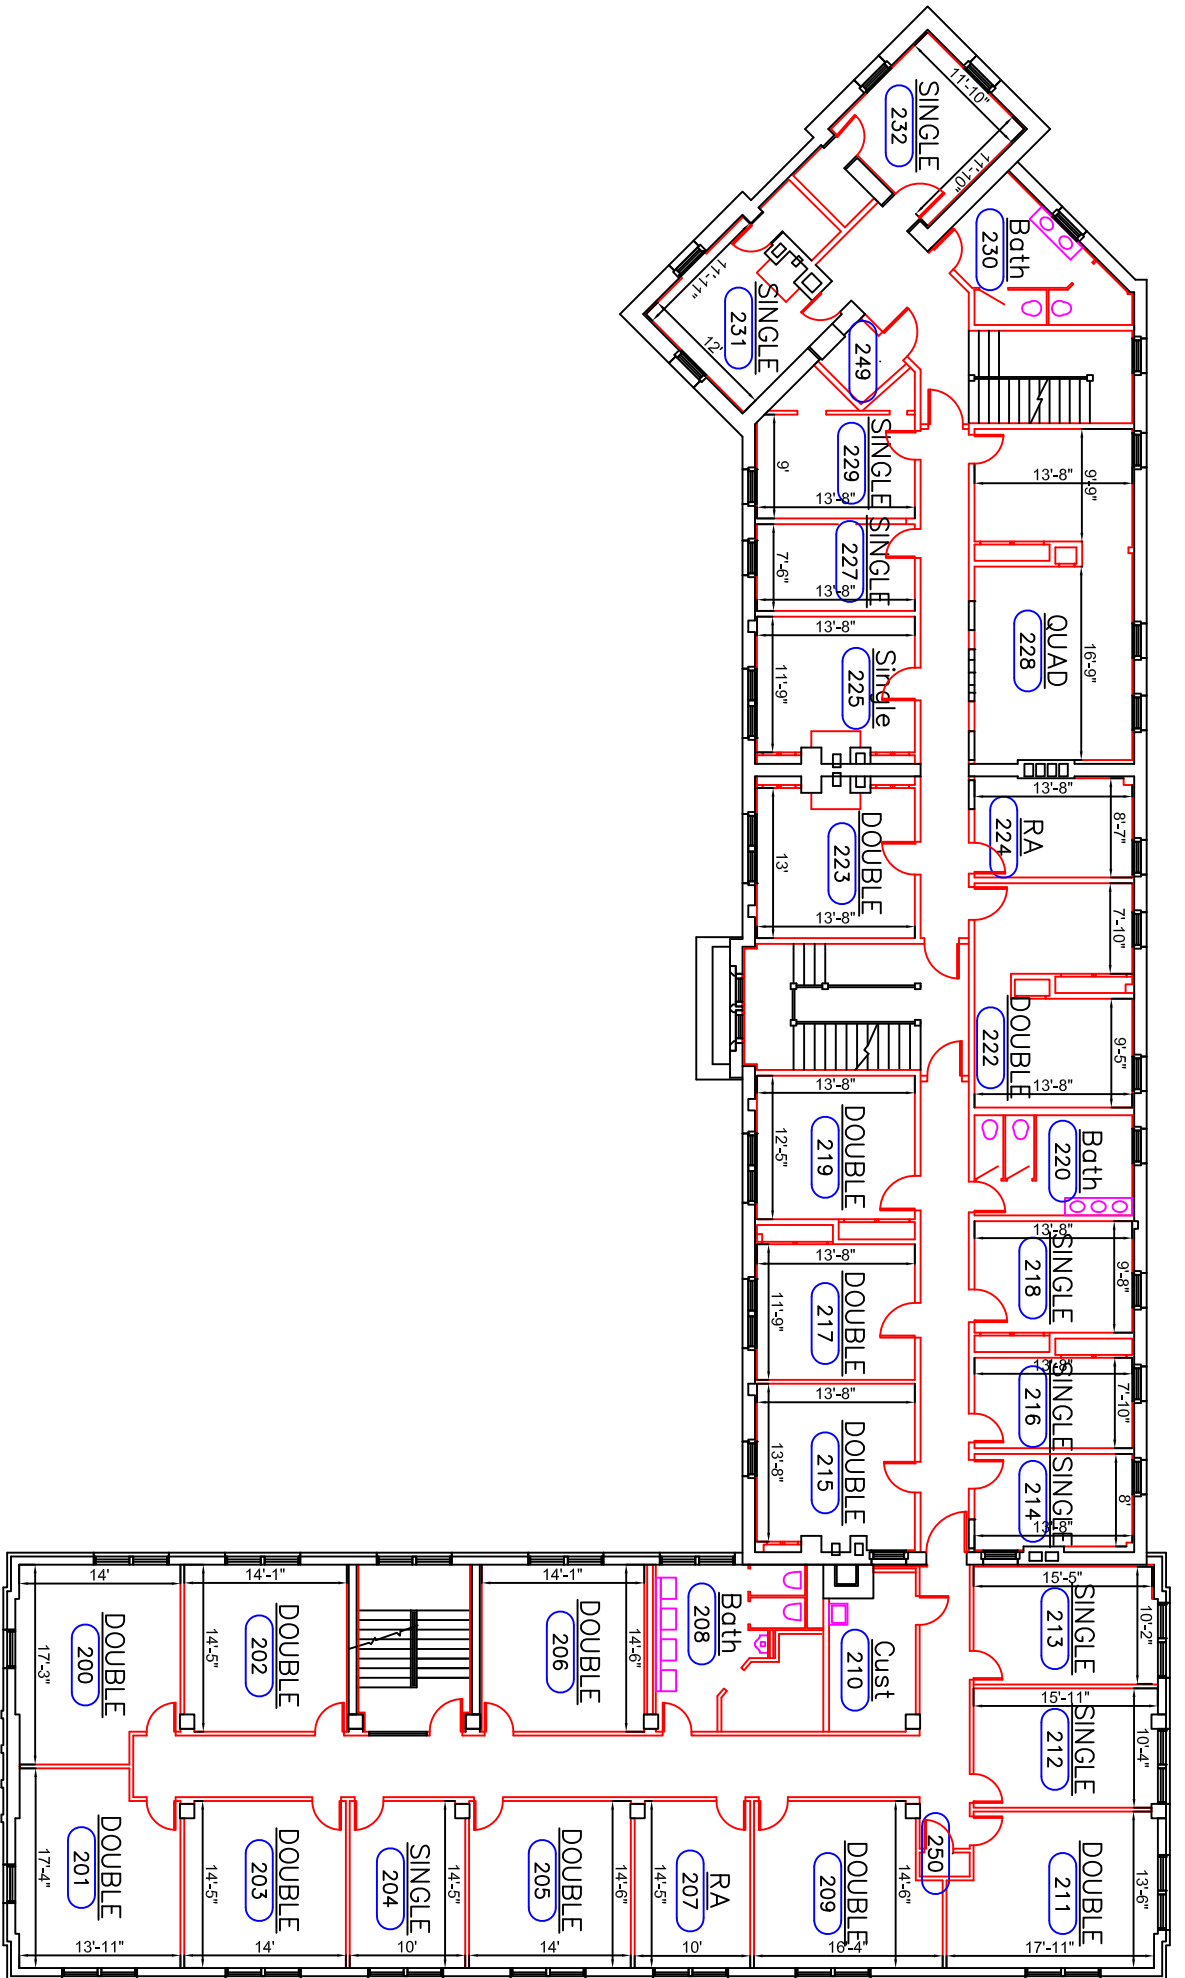 11'-10"
SINGLE
232
11'-10"
Bath
230
11'-11"
SINGLE
231
12'
249
SINGLE
229
9'
13'-8"
SINGLE
227
7'-6"
13'-8"
13'-8"
9'-9"
QUAD
228
16'-9"
13'-8"
Single
225
11'-9"
13'-8"
RA
224
8'-7"
DOUBLE
223
13'
13'-8"
7'-10"
DOUBLE
222
9'-5"
13'-8"
13'-8"
DOUBLE
219
12'-5"
Bath
220
13'-8"
SINGLE
218
9'-8"
13'-8"
DOUBLE
217
11'-9"
13'-8"
SINGLE
216
7'-10"
13'-8"
DOUBLE
215
13'-8"
SINGLE
214
8'
13'-8"
14'
DOUBLE
200
17'-3"
14'-1"
DOUBLE
202
14'-5"
14'-1"
DOUBLE
206
14'-6"
Bath
208
Cust
210
15'-5"
SINGLE
213
10'-2"
15'-11"
SINGLE
212
10'-4"
DOUBLE
201
17'-4"
13'-11"
DOUBLE
203
14'-5"
14'
SINGLE
204
14'-5"
10'
DOUBLE
205
14'-6"
14'
RA
207
14'-5"
10'
DOUBLE
209
14'-6"
16'-4"
250
DOUBLE
211
13'-6"
17'-11"